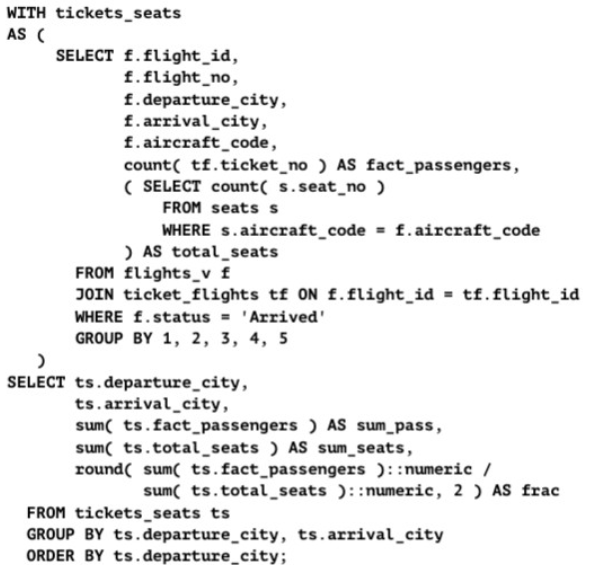 WITH tickets_seats
AS (
SELECT f.flight_id,
f.flight_no,
f.departure_city,
f.arrival_city,
f.aircraft_code,
count( tf.ticket_no ) AS fact_passengers,
( SELECT count( s.seat_no )
FROM seats s
WHERE s.aircraft_code = f.aircraft_code
) AS total_seats
FROM flights_v f
JOIN ticket_flights tf ON f.flight_id = tf.flight_id
WHERE f.status = 'Arrived'
GROUP BY 1, 2, 3, 4, 5
)
SELECT ts.departure_city,
ts.arrival_city,
sum( ts.fact_passengers ) AS sum_pass,
sum( ts.total_seats ) AS sum_seats,
round( sum( ts.fact_passengers )::numeric /
sum( ts.total_seats )::numeric, 2 ) AS frac
FROM tickets_seats ts
GROUP BY ts.departure_city, ts.arrival_city
ORDER BY ts.departure_city;